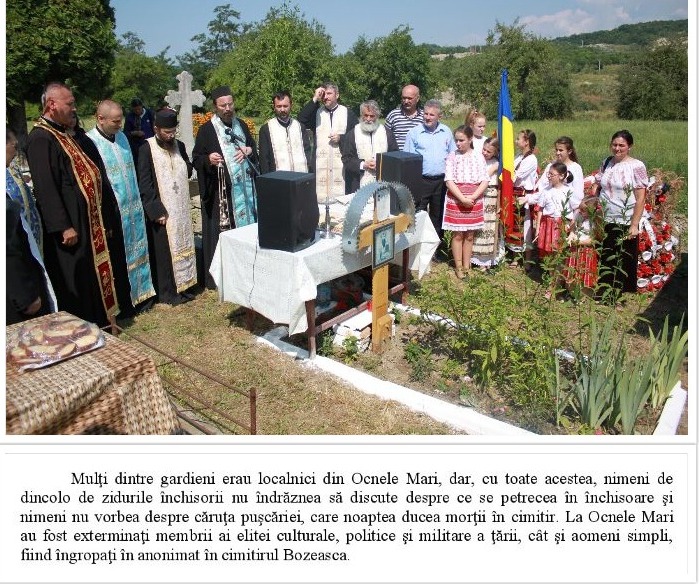 Mulţi dintre gardieni erau localnici din Ocnele Mari, dar, cu toate acestea, nimeni de
dincolo de zidurile închisorii nu îndrăznea să discute despre ce se petrecea în închisoare şi
nimeni nu vorbea despre căruţa puşcăriei, care noaptea ducea morţii în cimitir. La Ocnele Mari
au fost exterminaţi membrii ai elitei culturale, politice şi militare a ţării, cât şi aomeni simpli,
fiind îngropaţi în anonimat în cimitirul Bozeasca.